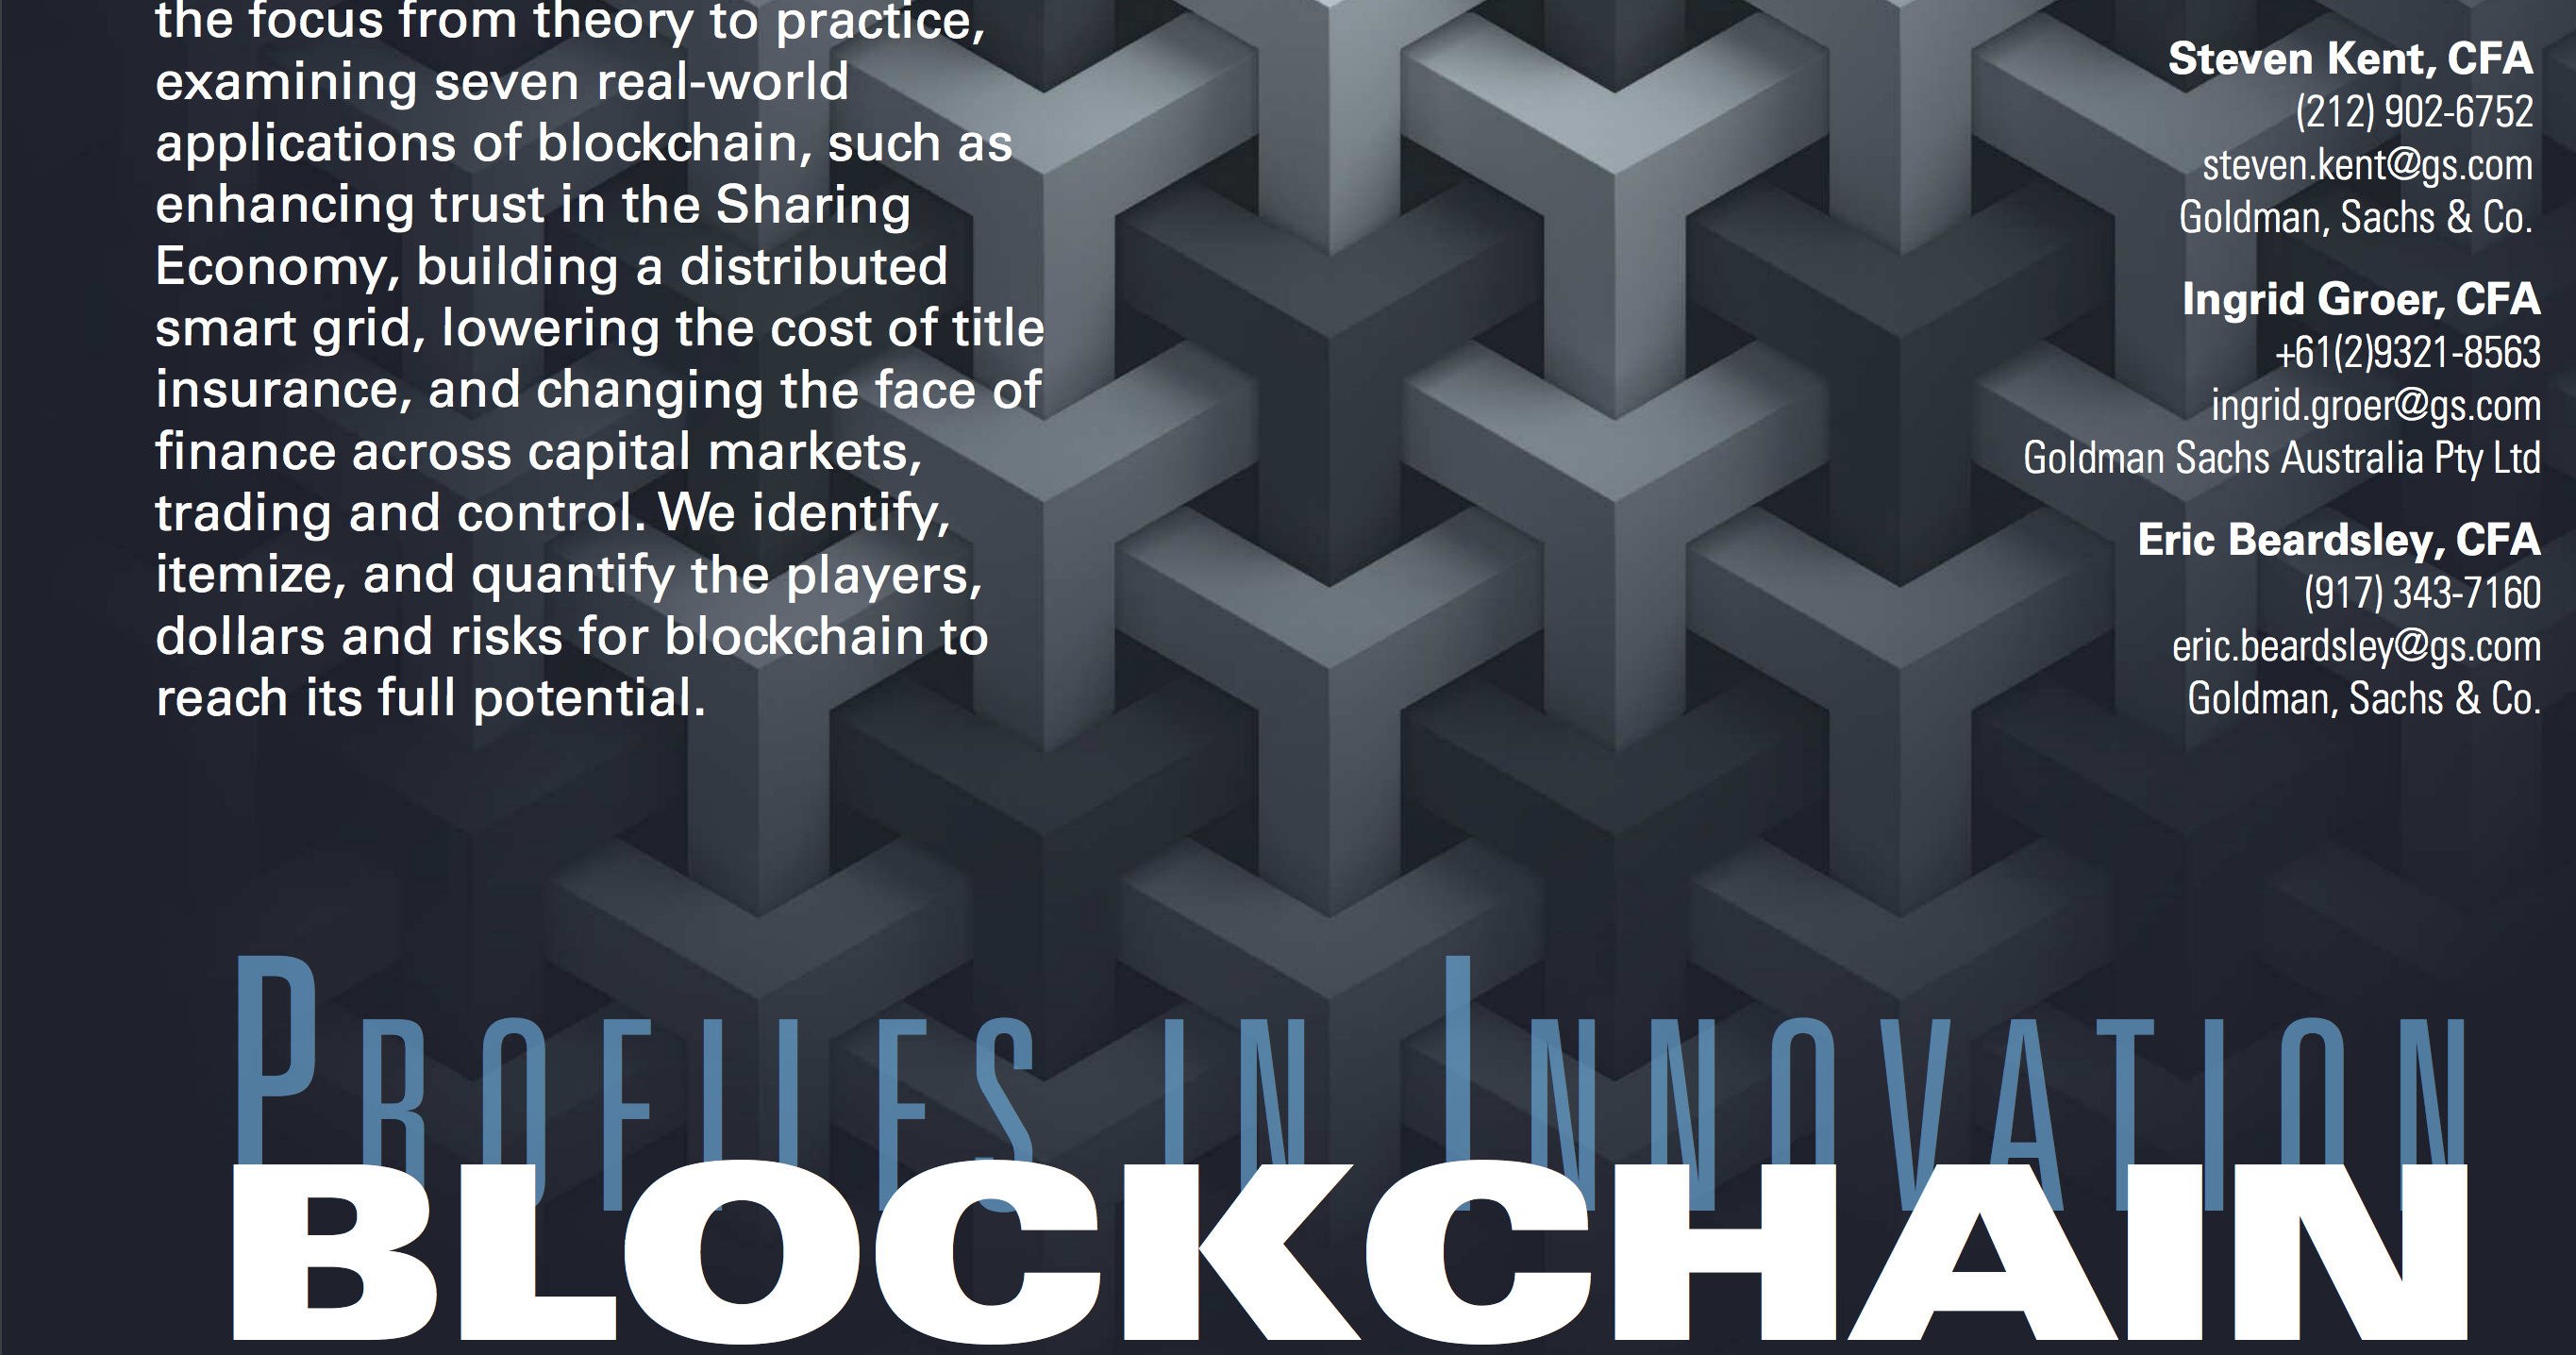 the focus from theory to practice,
examining seven real-world
applications of blockchain, such as
enhancing trust in the Sharing
Economy, building a distributed
smart grid, lowering the cost of title
insurance, and changing the face of
finance across capital markets,
trading and control. We identify,
itemize, and quantify the players,
dollars and risks for blockchain to
reach its full potential.
Steven Kent, CFA
(212) 902-6752
steven.kent@gs.com
Goldman, Sachs & Co.
Ingrid Groer, CFA
+61(2)9321-8563
ingrid.groer@gs.com
Goldman Sachs Australia Pty Ltd
Eric Beardsley, CFA
(917) 343-7160
eric.beardsley@gs.com
Goldman, Sachs & Co.
PROFILES IN INNOVATION
BLOCKCHAIN